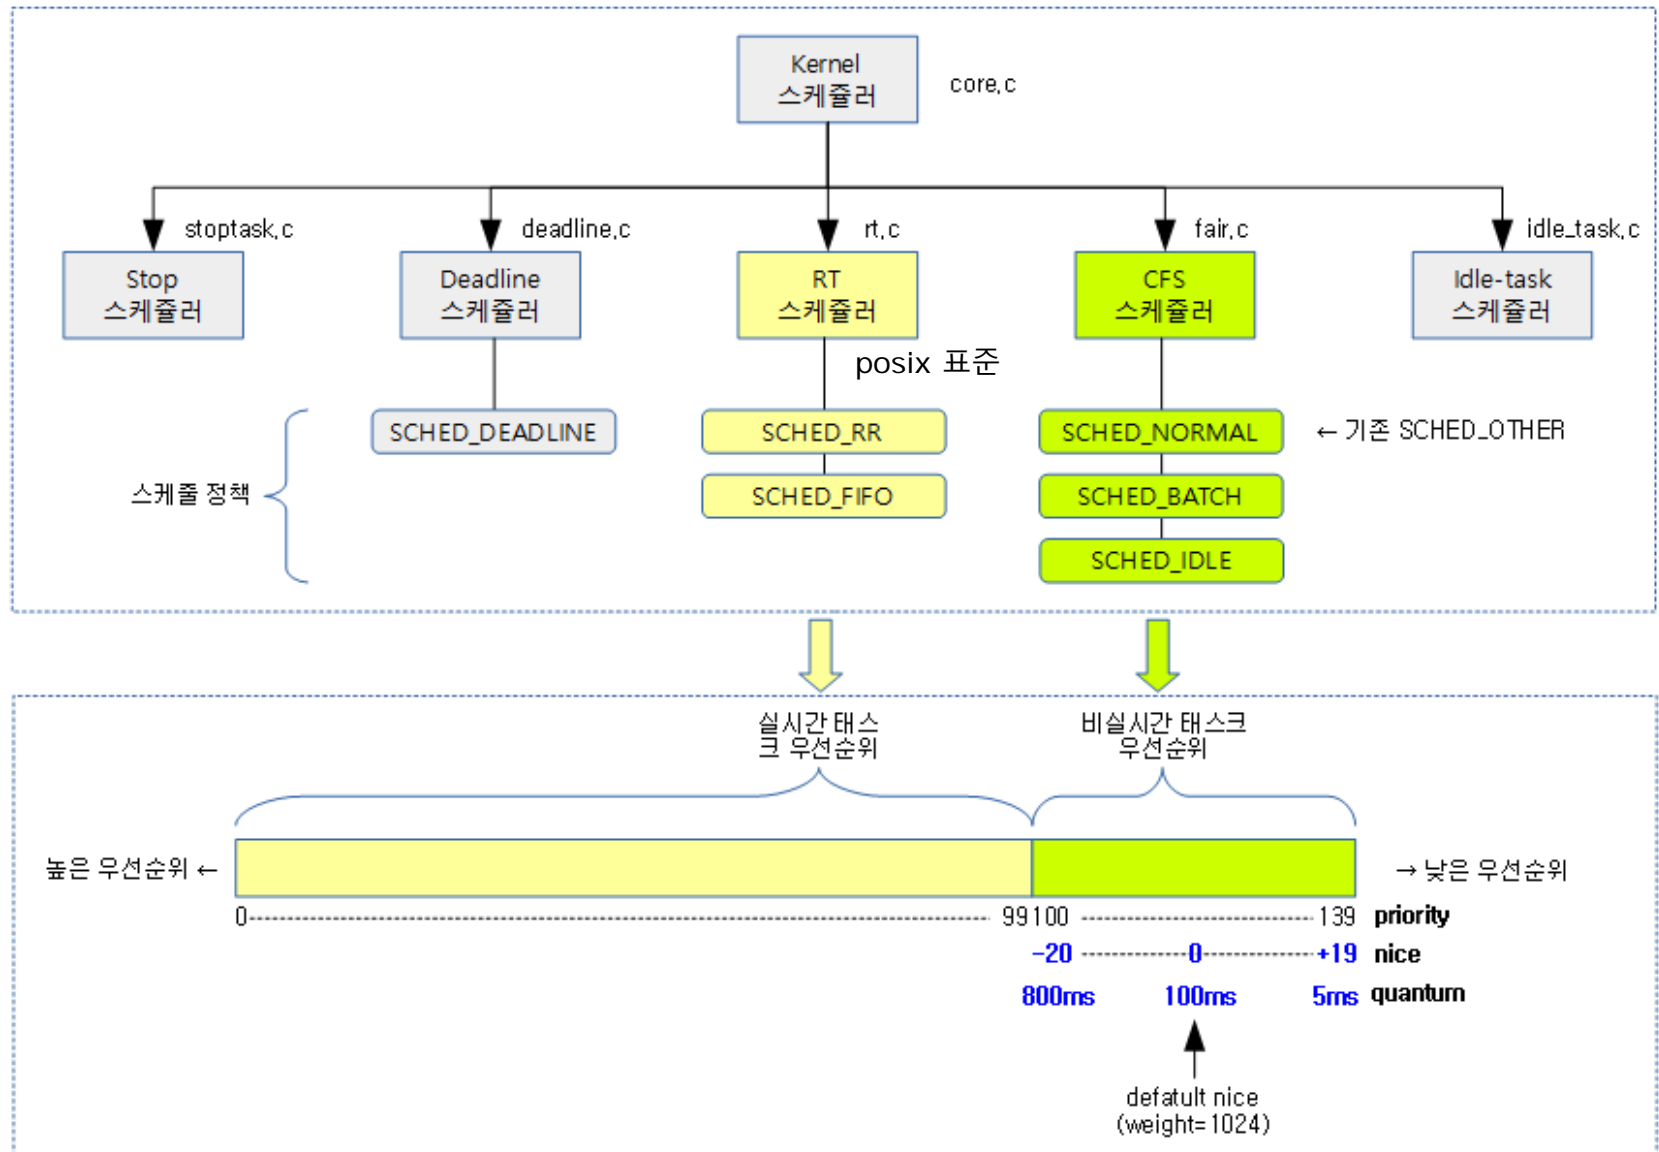 Kernel
스케쥴러
core.c
stoptask.c
deadline.c
rt.c
fair.c
idle_task.c
Stop
스케쥴러
Deadline
스케쥴러
RT
스케쥴러
CFS
스케쥴러
Idle-task
스케쥴러
posix 표준
스케줄 정책
SCHED_DEADLINE
SCHED_RR
SCHED_FIFO
SCHED_NORMAL
← 기존 SCHED_OTHER
SCHED_BATCH
SCHED_IDLE
실시간 태스
크 우선순위
비실시간 태스크
우선순위
높은 우선순위 ←
→ 낮은 우선순위
0 99 100 139 priority
-20 0 +19 nice
800ms 100ms 5ms quantum
defatult nice
(weight=1024)